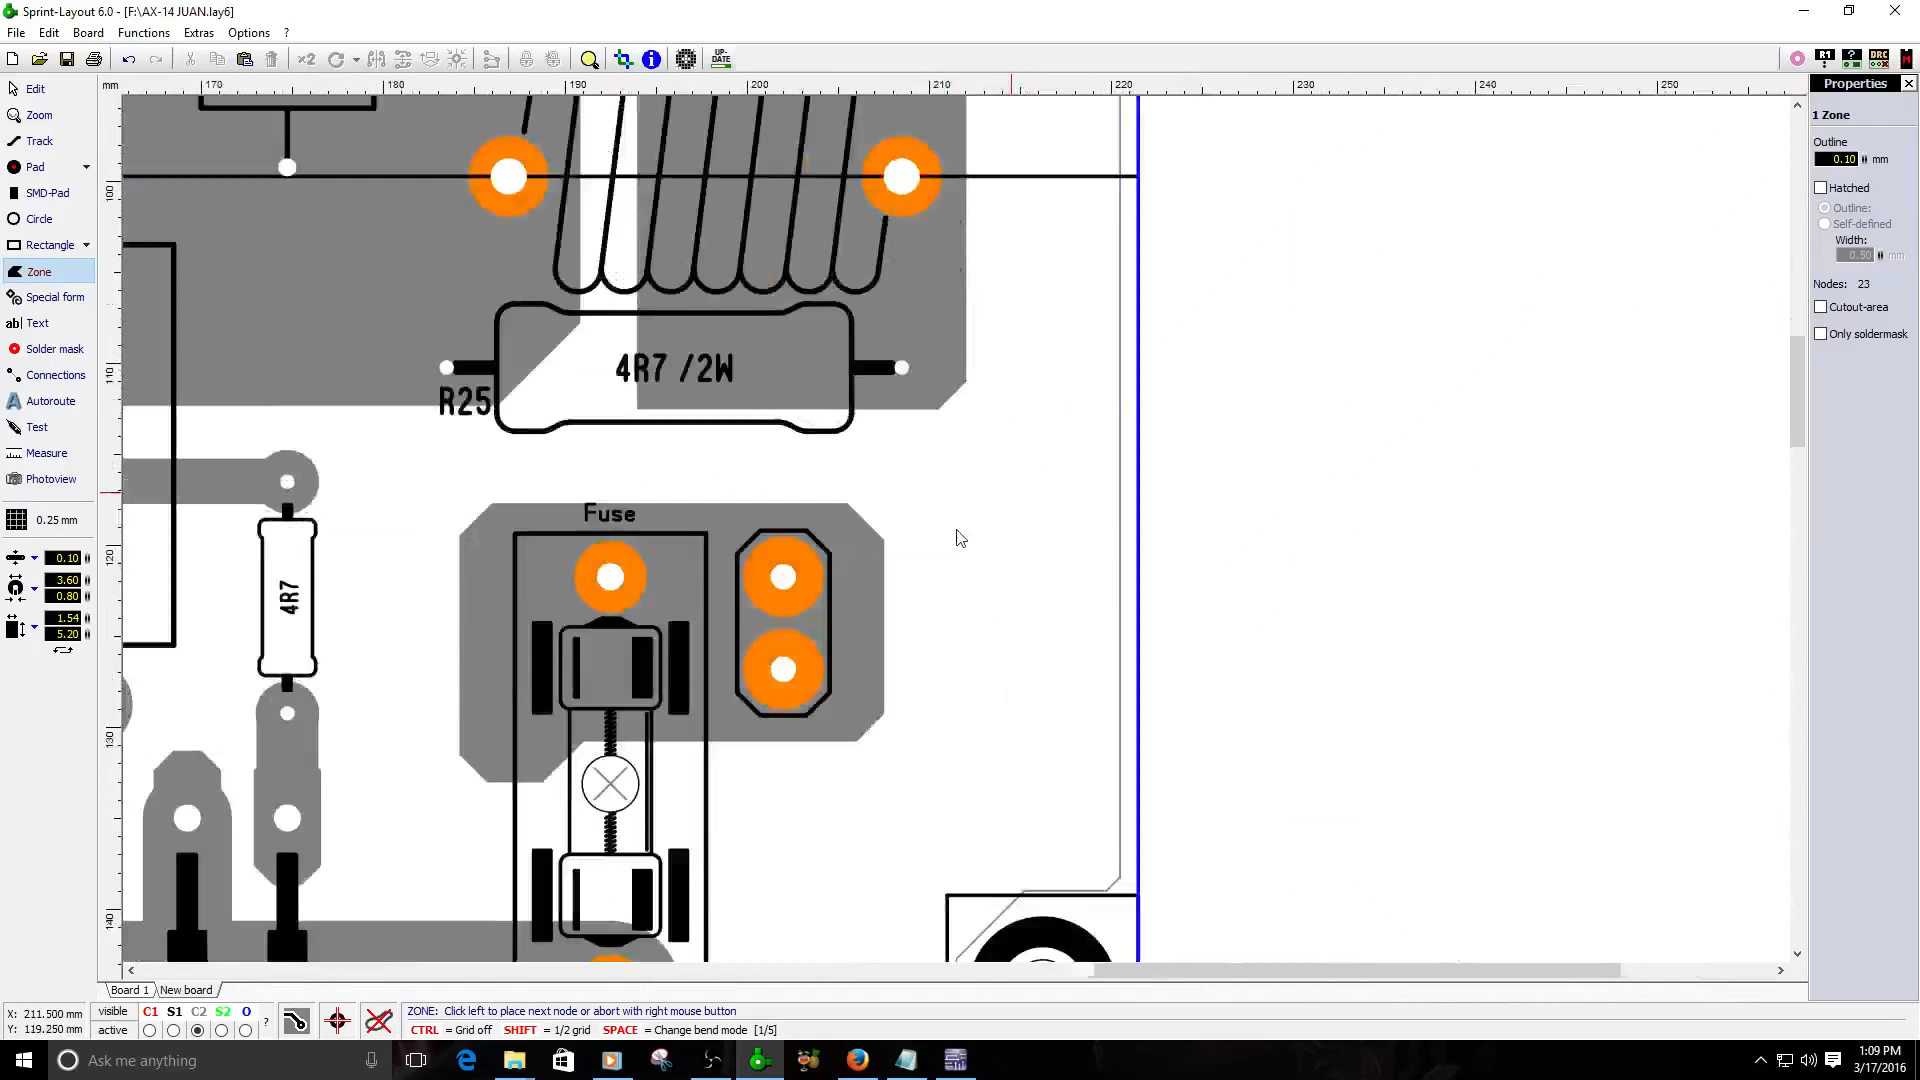 Sprint-Layout 6.0 - [F:\AX-14 JUAN.lay6]
File Edit Board Functions Extras Options ?
×2 UP-DATE R1 ? DRC
mm 170 180 190 200 210 220 230 240 250
Properties
1 Zone
Outline
0.10 mm
Hatched
Outline:
Self-defined
Width:
0.50 mm
Nodes: 23
Cutout-area
Only soldermask
Edit
Zoom
Track
Pad
SMD-Pad
Circle
Rectangle
Zone
Special form
ab| Text
Solder mask
Connections
Autoroute
Test
Measure
Photoview
0.25 mm
0.10
3.60
0.80
1.54
5.20
100
110
120
130
140
4R7 /2W
R25
Fuse
4R7
Board 1 New board
X: 211.500 mm
Y: 119.250 mm
visible C1 S1 C2 S2 O
active
?
ZONE: Click left to place next node or abort with right mouse button
CTRL = Grid off SHIFT = 1/2 grid SPACE = Change bend mode [1/5]
Ask me anything
1:09 PM
3/17/2016